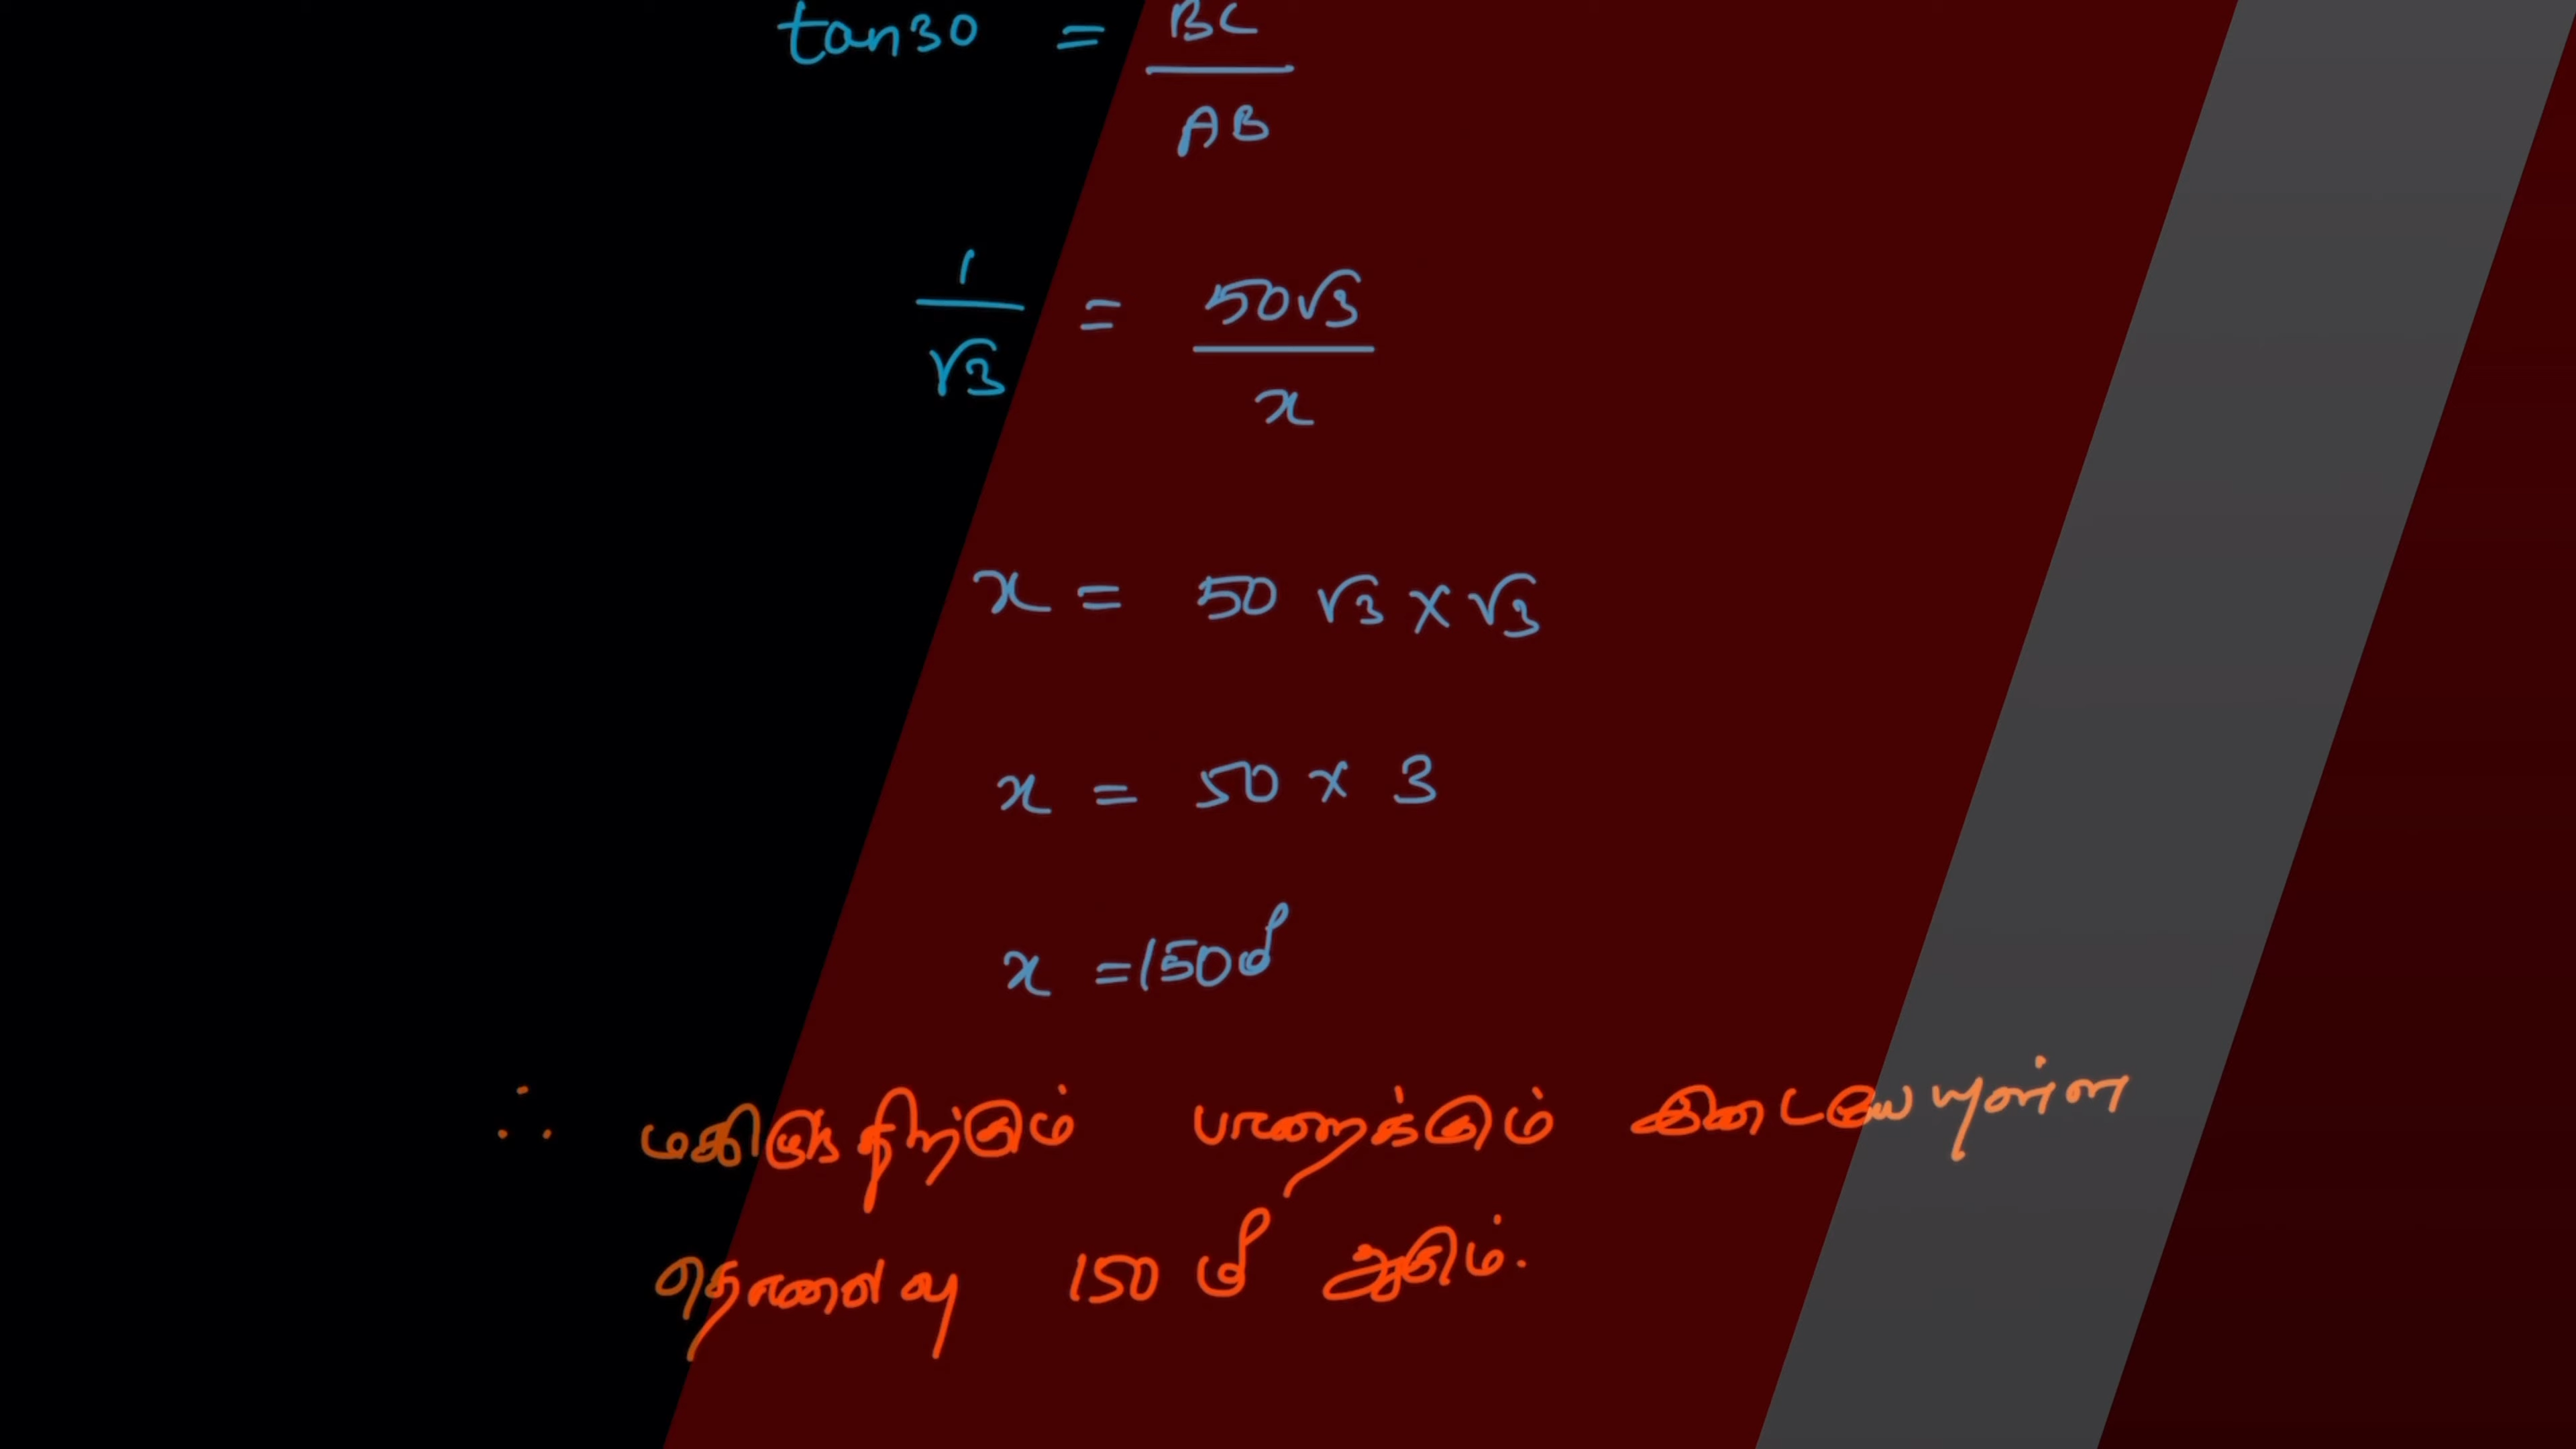 tan30 = BC / AB
1/√3 = 50√3 / x
x = 50 √3 × √3
x = 50 × 3
x = 150மீ
∴ மகிழுந்திற்கும் பாறைக்கும் இடையேயுள்ள
தொலைவு 150 மீ ஆகும்.